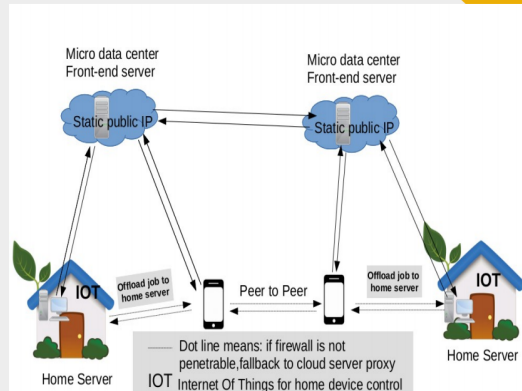 Micro data center
Front-end server
Micro data center
Front-end server
Static public IP
Static public IP
IOT
Offload job to
home server
Peer to Peer
Offload job to
home server
IOT
Home Server
Home Server
Dot line means: if firewall is not
penetrable,fallback to cloud server proxy
IOT Internet Of Things for home device control